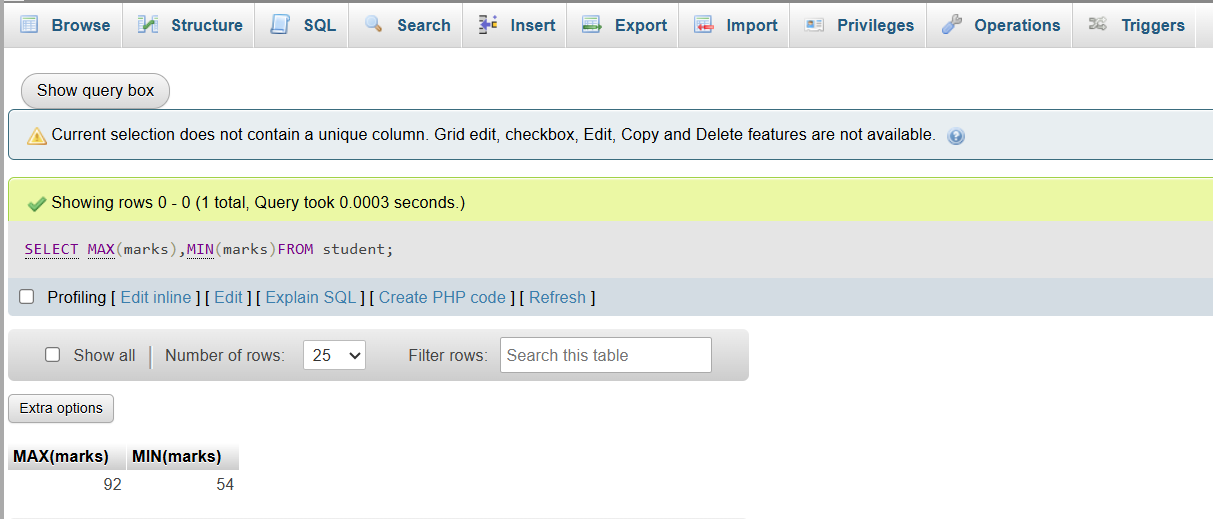 Browse Structure SQL Search Insert Export Import Privileges Operations Triggers
Show query box
Current selection does not contain a unique column. Grid edit, checkbox, Edit, Copy and Delete features are not available.
Showing rows 0 - 0 (1 total, Query took 0.0003 seconds.)
SELECT MAX(marks),MIN(marks)FROM student;
Profiling [ Edit inline ] [ Edit ] [ Explain SQL ] [ Create PHP code ] [ Refresh ]
Show all | Number of rows: 25 Filter rows: Search this table
Extra options
MAX(marks) MIN(marks)
92 54